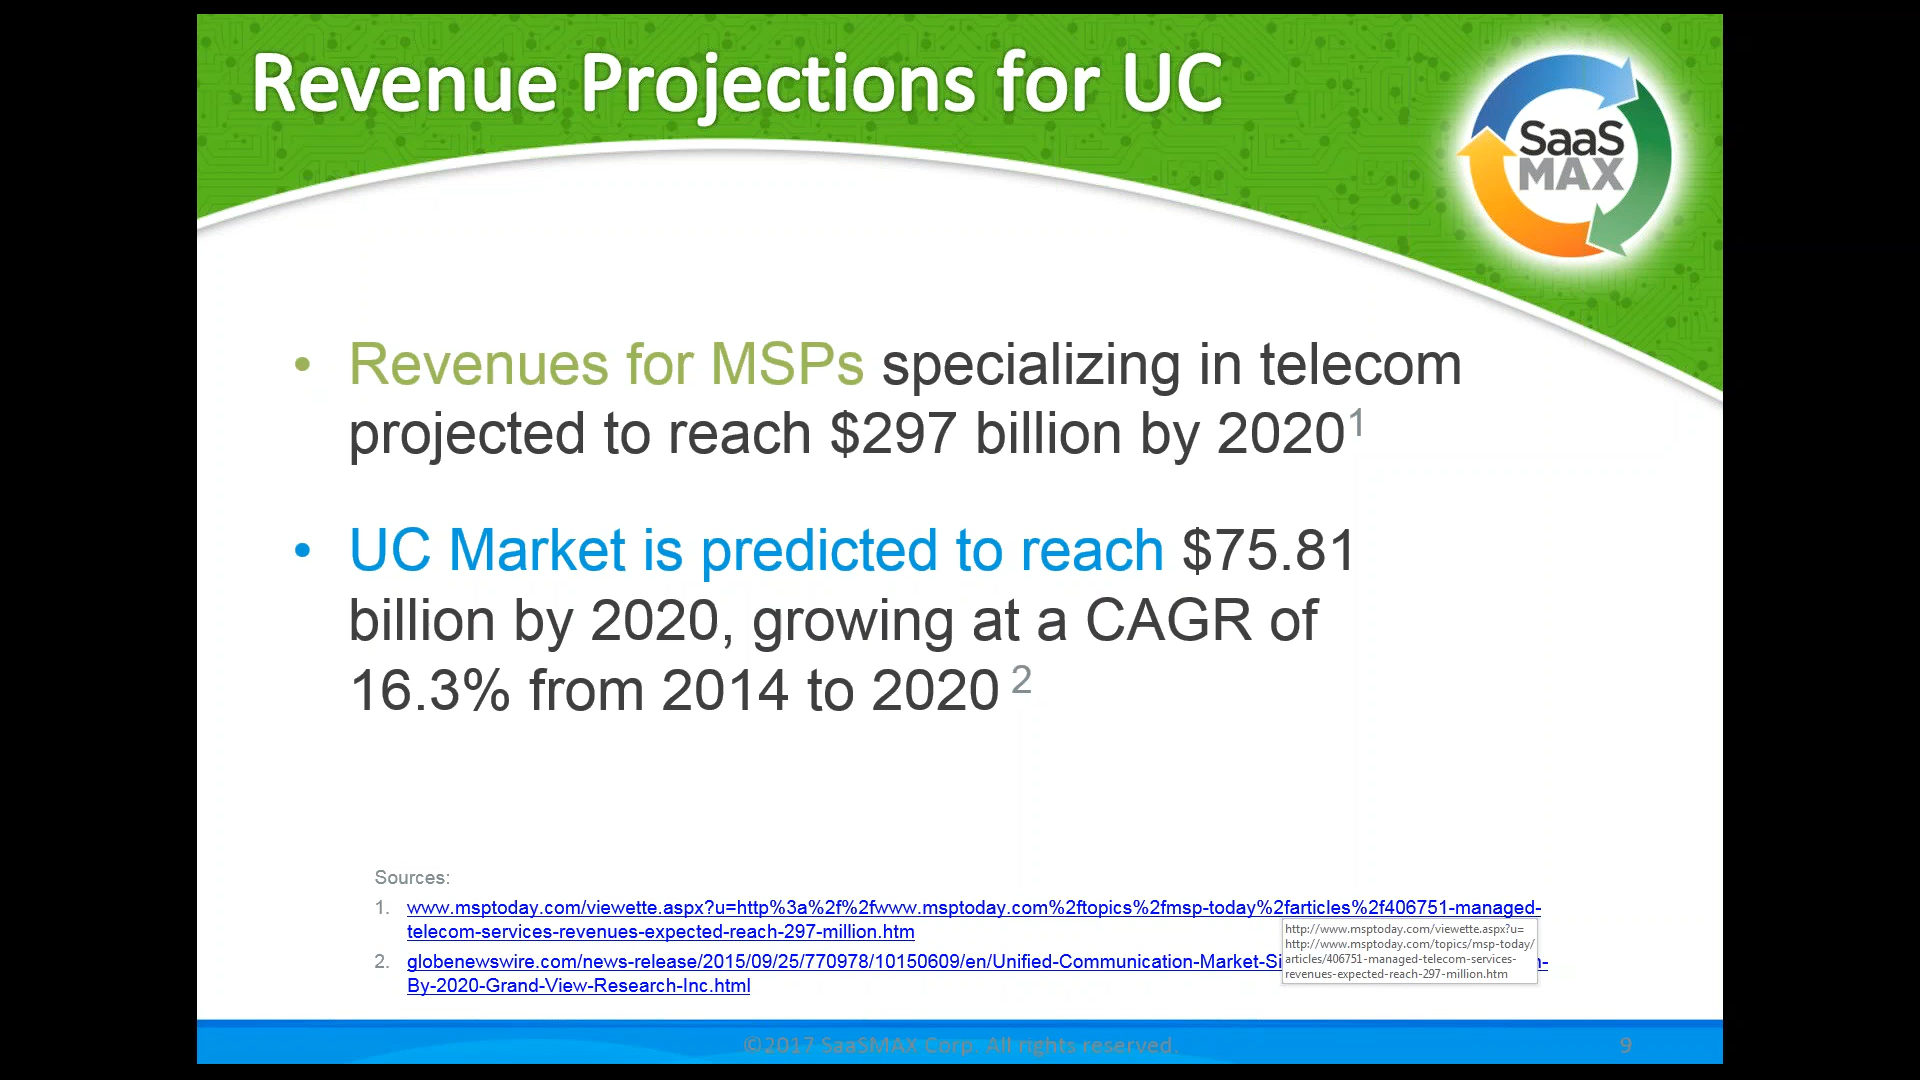 Revenue Projections for UC
SaaS
MAX
• Revenues for MSPs specializing in telecom
projected to reach $297 billion by 2020¹
• UC Market is predicted to reach $75.81
billion by 2020, growing at a CAGR of
16.3% from 2014 to 2020 ²
Sources:
1. www.msptoday.com/viewette.aspx?u=http%3a%2f%2fwww.msptoday.com%2ftopics%2fmsp-today%2farticles%2f406751-managed-
telecom-services-revenues-expected-reach-297-million.htm
2. globenewswire.com/news-release/2015/09/25/770978/10150609/en/Unified-Communication-Market-Si
By-2020-Grand-View-Research-Inc.html
http://www.msptoday.com/viewette.aspx?u=
http://www.msptoday.com/topics/msp-today/
articles/406751-managed-telecom-services-
revenues-expected-reach-297-million.htm
©2017 SaaSMAX Corp. All rights reserved.
9